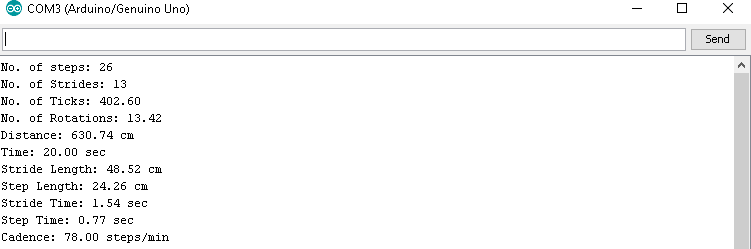 COM3 (Arduino/Genuino Uno)
Send
No. of steps: 26
No. of Strides: 13
No. of Ticks: 402.60
No. of Rotations: 13.42
Distance: 630.74 cm
Time: 20.00 sec
Stride Length: 48.52 cm
Step Length: 24.26 cm
Stride Time: 1.54 sec
Step Time: 0.77 sec
Cadence: 78.00 steps/min